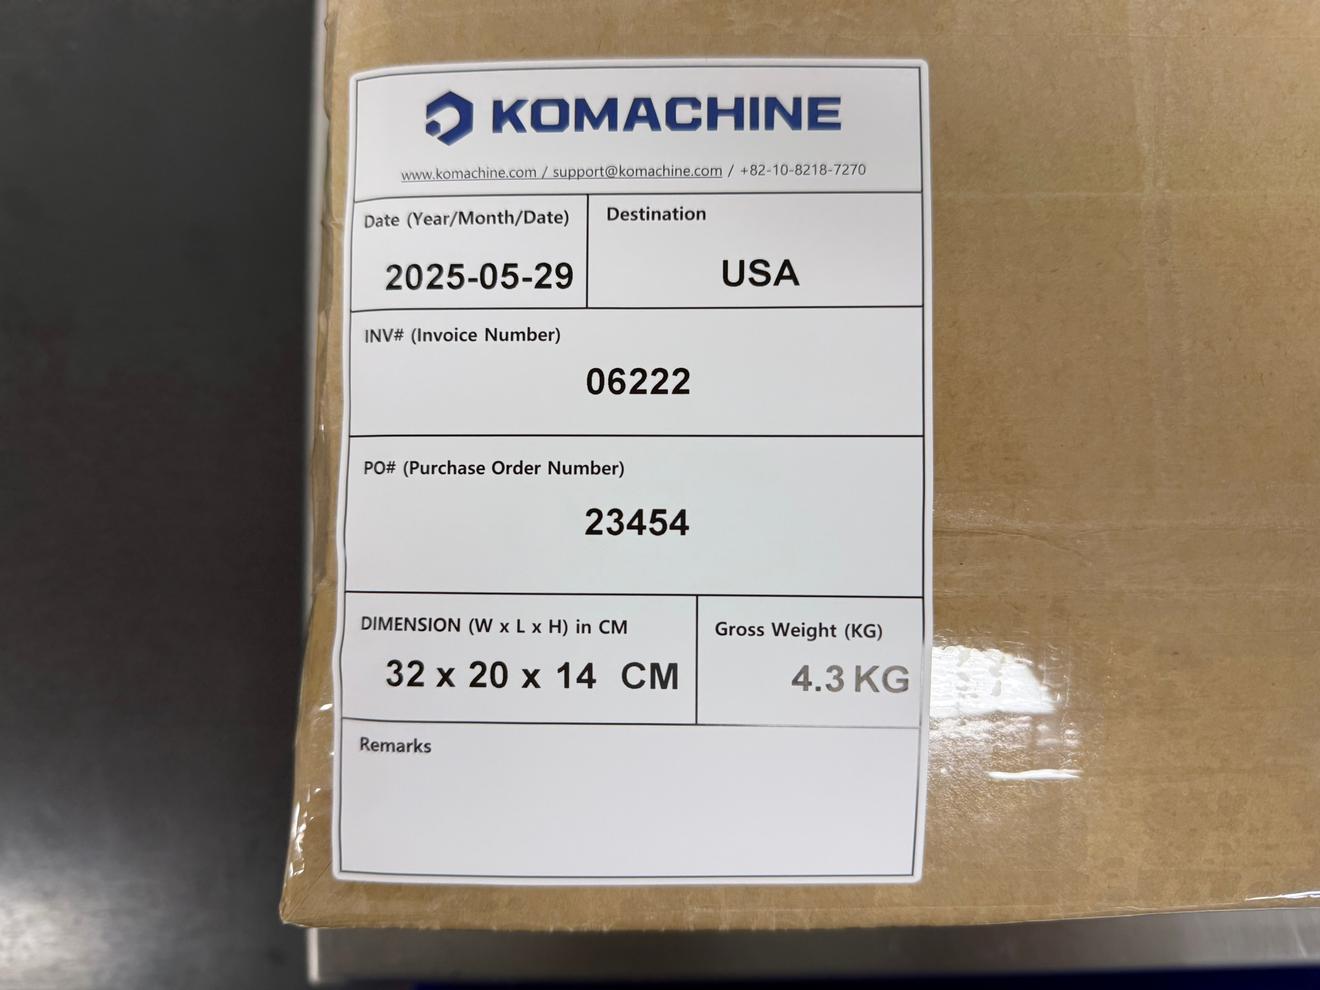 KOMACHINE
www.komachine.com / support@komachine.com / +82-10-8218-7270
Date (Year/Month/Date)
2025-05-29
Destination
USA
INV# (Invoice Number)
06222
PO# (Purchase Order Number)
23454
DIMENSION (W x L x H) in CM
32 x 20 x 14 CM
Gross Weight (KG)
4.3 KG
Remarks